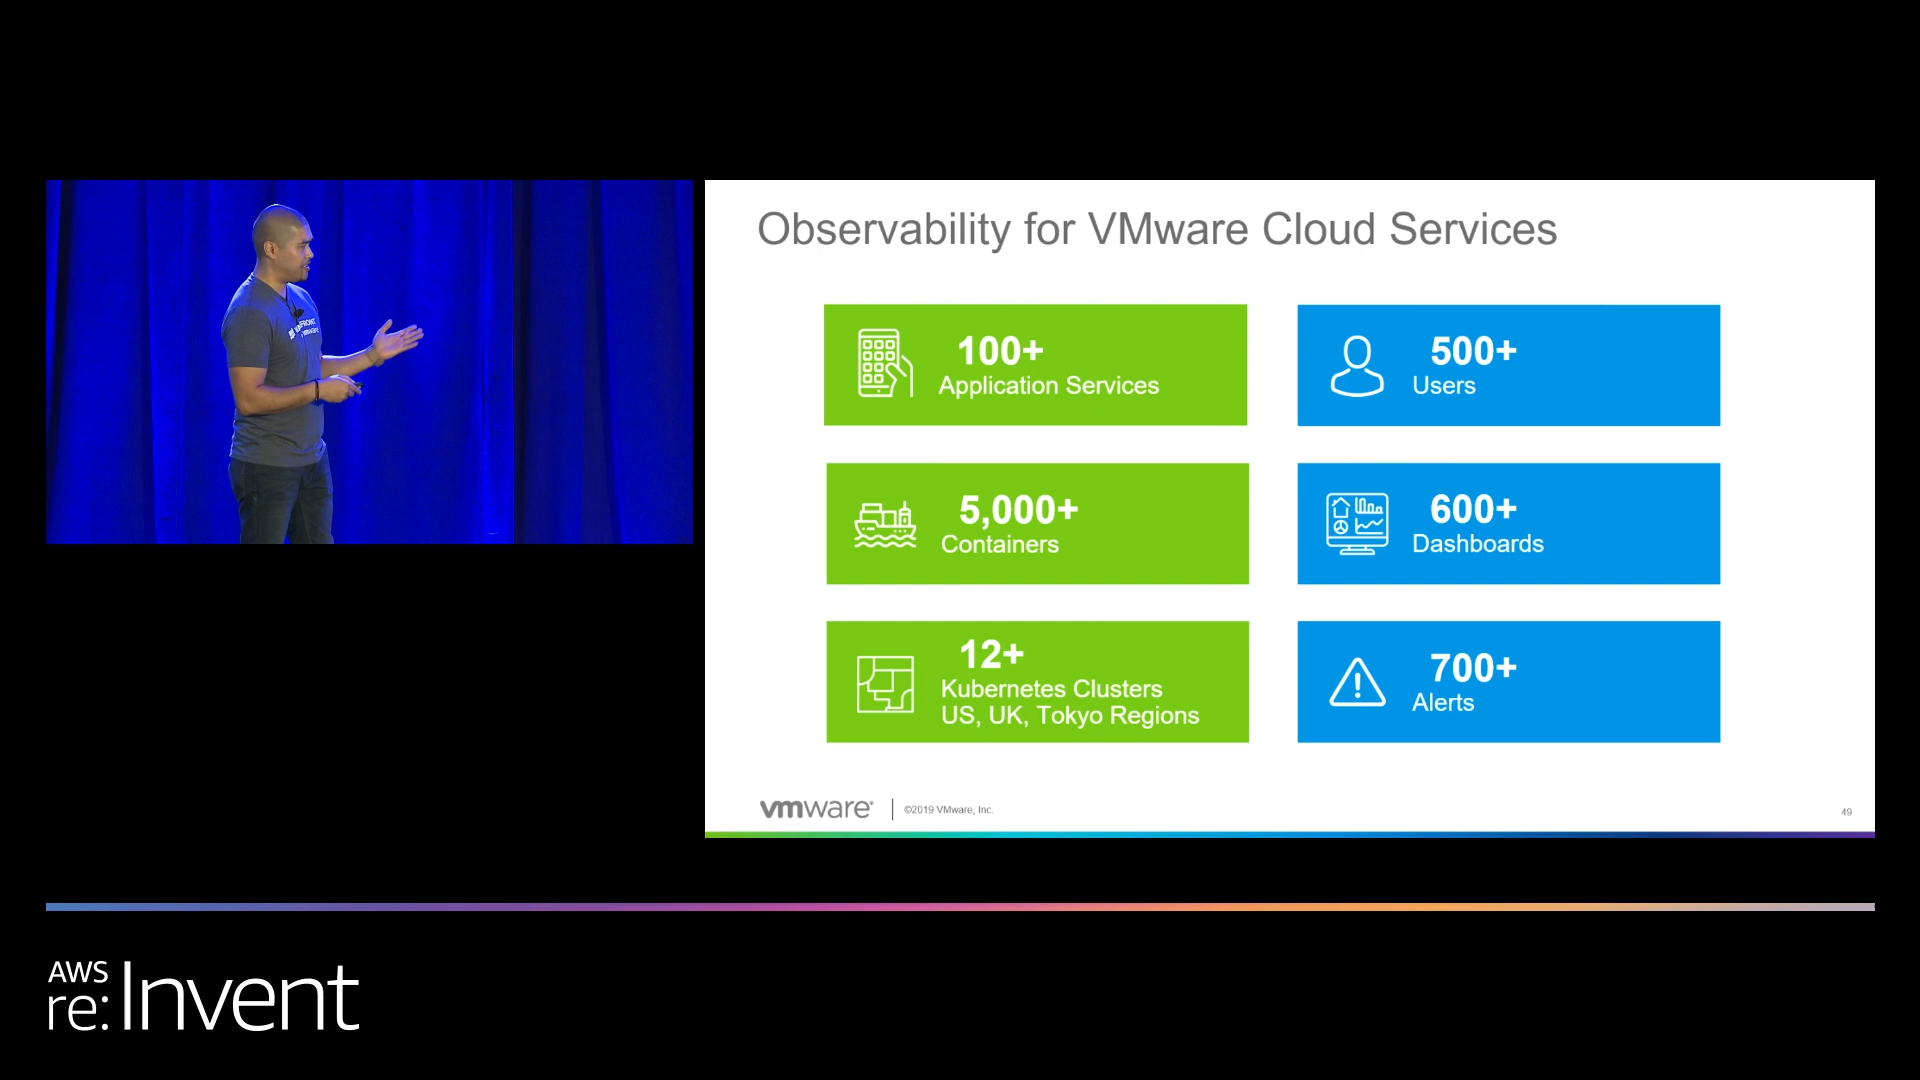 Observability for VMware Cloud Services
100+
Application Services
500+
Users
5,000+
Containers
600+
Dashboards
12+
Kubernetes Clusters
US, UK, Tokyo Regions
700+
Alerts
vmware®
©2019 VMware, Inc.
49
AWS
re:Invent